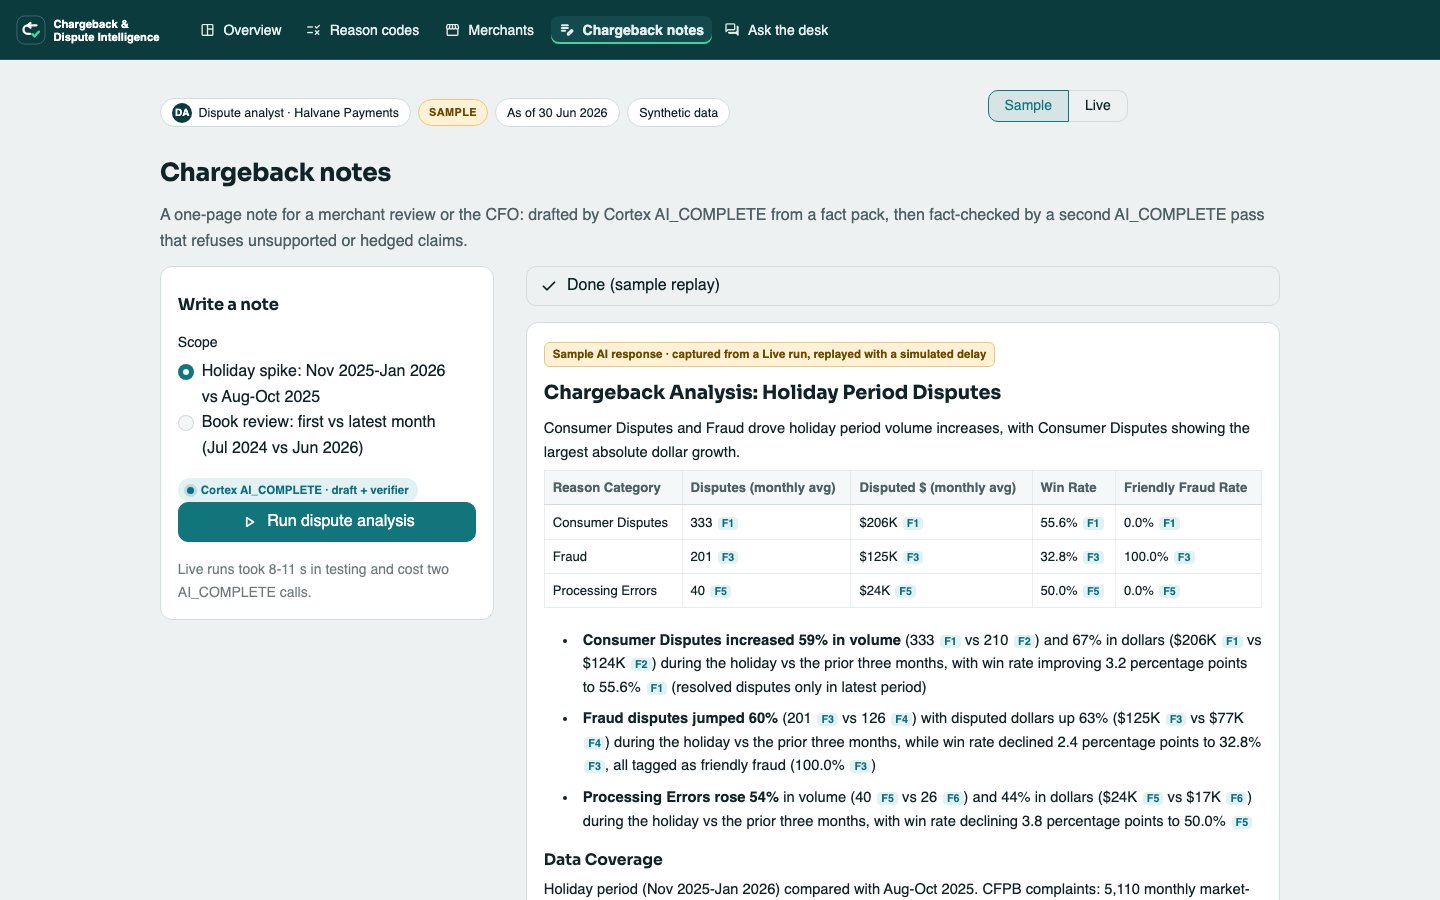 Chargeback &
Dispute Intelligence
Overview
Reason codes
Merchants
Chargeback notes
Ask the desk
DA Dispute analyst · Halvane Payments
SAMPLE
As of 30 Jun 2026
Synthetic data
Sample
Live
Chargeback notes
A one-page note for a merchant review or the CFO: drafted by Cortex AI_COMPLETE from a fact pack, then fact-checked by a second AI_COMPLETE pass
that refuses unsupported or hedged claims.
Write a note
Scope
Holiday spike: Nov 2025-Jan 2026
vs Aug-Oct 2025
Book review: first vs latest month
(Jul 2024 vs Jun 2026)
Cortex AI_COMPLETE · draft + verifier
Run dispute analysis
Live runs took 8-11 s in testing and cost two
AI_COMPLETE calls.
Done (sample replay)
Sample AI response · captured from a Live run, replayed with a simulated delay
Chargeback Analysis: Holiday Period Disputes
Consumer Disputes and Fraud drove holiday period volume increases, with Consumer Disputes showing the
largest absolute dollar growth.
Reason Category Disputes (monthly avg) Disputed $ (monthly avg) Win Rate Friendly Fraud Rate
Consumer Disputes 333 F1 $206K F1 55.6% F1 0.0% F1
Fraud 201 F3 $125K F3 32.8% F3 100.0% F3
Processing Errors 40 F5 $24K F5 50.0% F5 0.0% F5
• Consumer Disputes increased 59% in volume (333 F1 vs 210 F2) and 67% in dollars ($206K F1 vs
$124K F2) during the holiday vs the prior three months, with win rate improving 3.2 percentage points
to 55.6% F1 (resolved disputes only in latest period)
• Fraud disputes jumped 60% (201 F3 vs 126 F4) with disputed dollars up 63% ($125K F3 vs $77K
F4) during the holiday vs the prior three months, while win rate declined 2.4 percentage points to 32.8%
F3, all tagged as friendly fraud (100.0% F3)
• Processing Errors rose 54% in volume (40 F5 vs 26 F6) and 44% in dollars ($24K F5 vs $17K F6)
during the holiday vs the prior three months, with win rate declining 3.8 percentage points to 50.0% F5
Data Coverage
Holiday period (Nov 2025-Jan 2026) compared with Aug-Oct 2025. CFPB complaints: 5,110 monthly market-